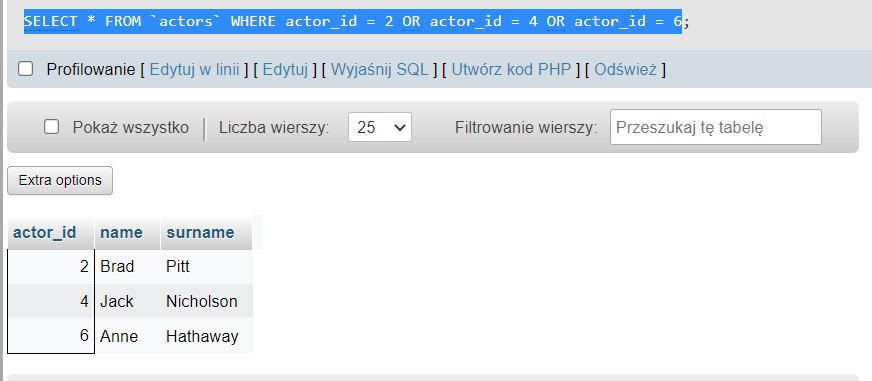 SELECT * FROM `actors` WHERE actor_id = 2 OR actor_id = 4 OR actor_id = 6;
Profilowanie [ Edytuj w linii ] [ Edytuj ] [ Wyjaśnij SQL ] [ Utwórz kod PHP ] [ Odśwież ]
Pokaż wszystko Liczba wierszy: 25 Filtrowanie wierszy: Przeszukaj tę tabelę
Extra options
actor_id name surname
2 Brad Pitt
4 Jack Nicholson
6 Anne Hathaway